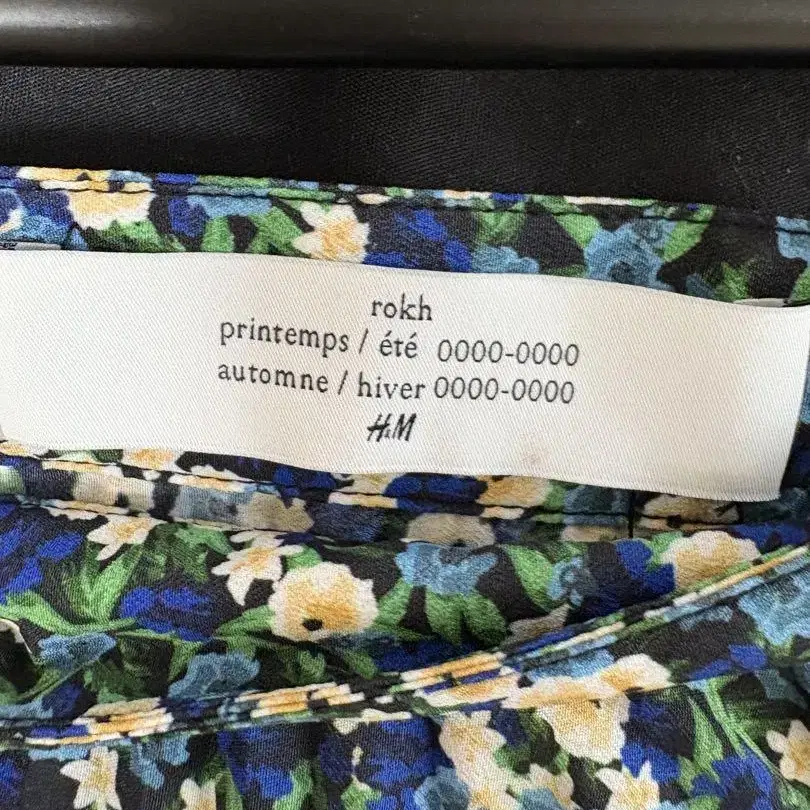 rokh
printemps / été 0000-0000
automne / hiver 0000-0000
H&M